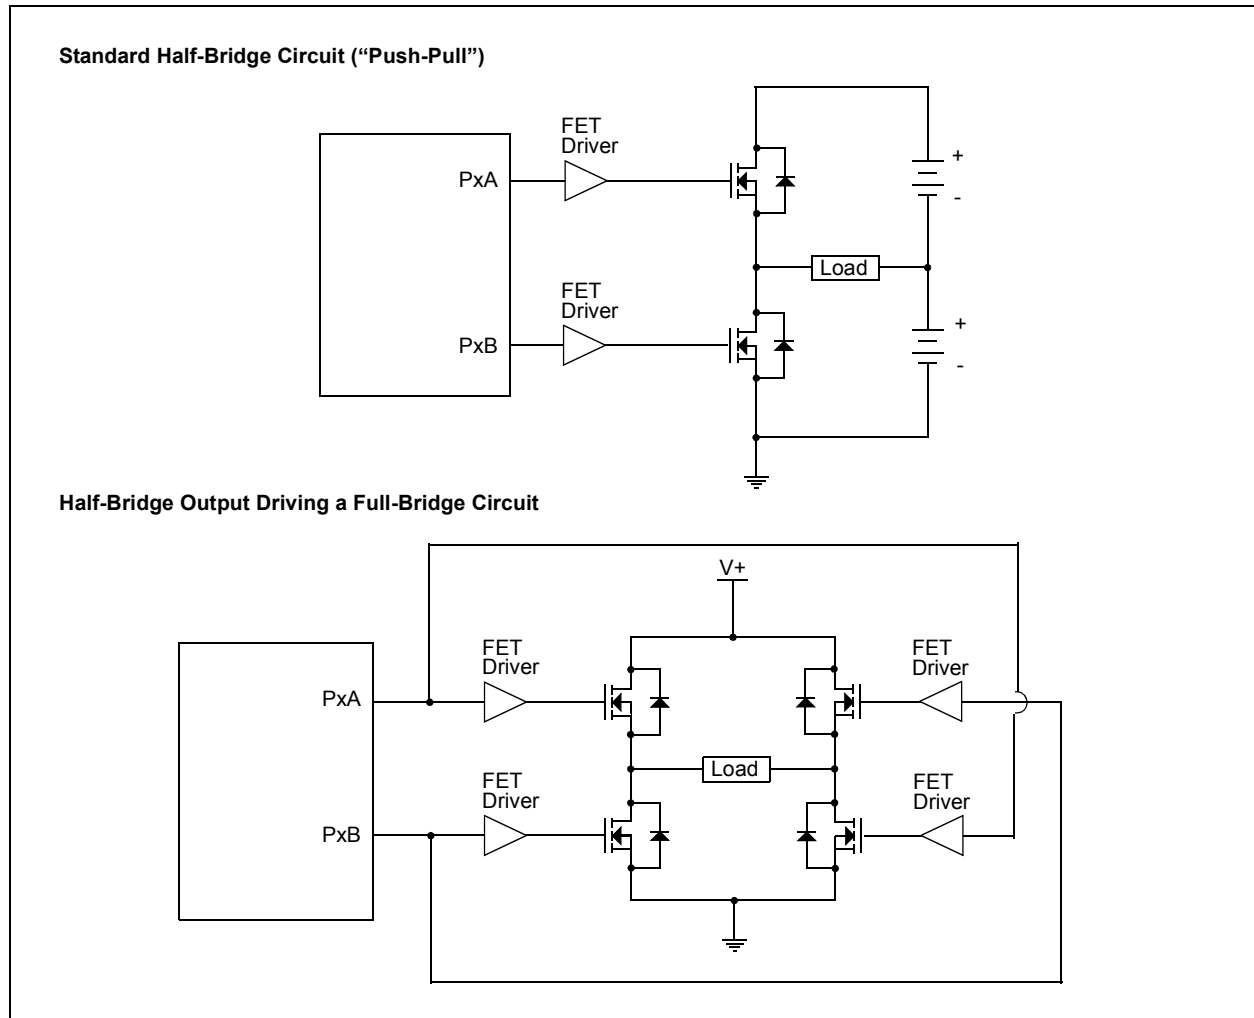 Standard Half-Bridge Circuit (“Push-Pull”)
FET
Driver
PxA
+
-
Load
FET
Driver
+
PxB
-
Half-Bridge Output Driving a Full-Bridge Circuit
V+
FET
Driver
FET
Driver
PxA
Load
FET
Driver
FET
Driver
PxB